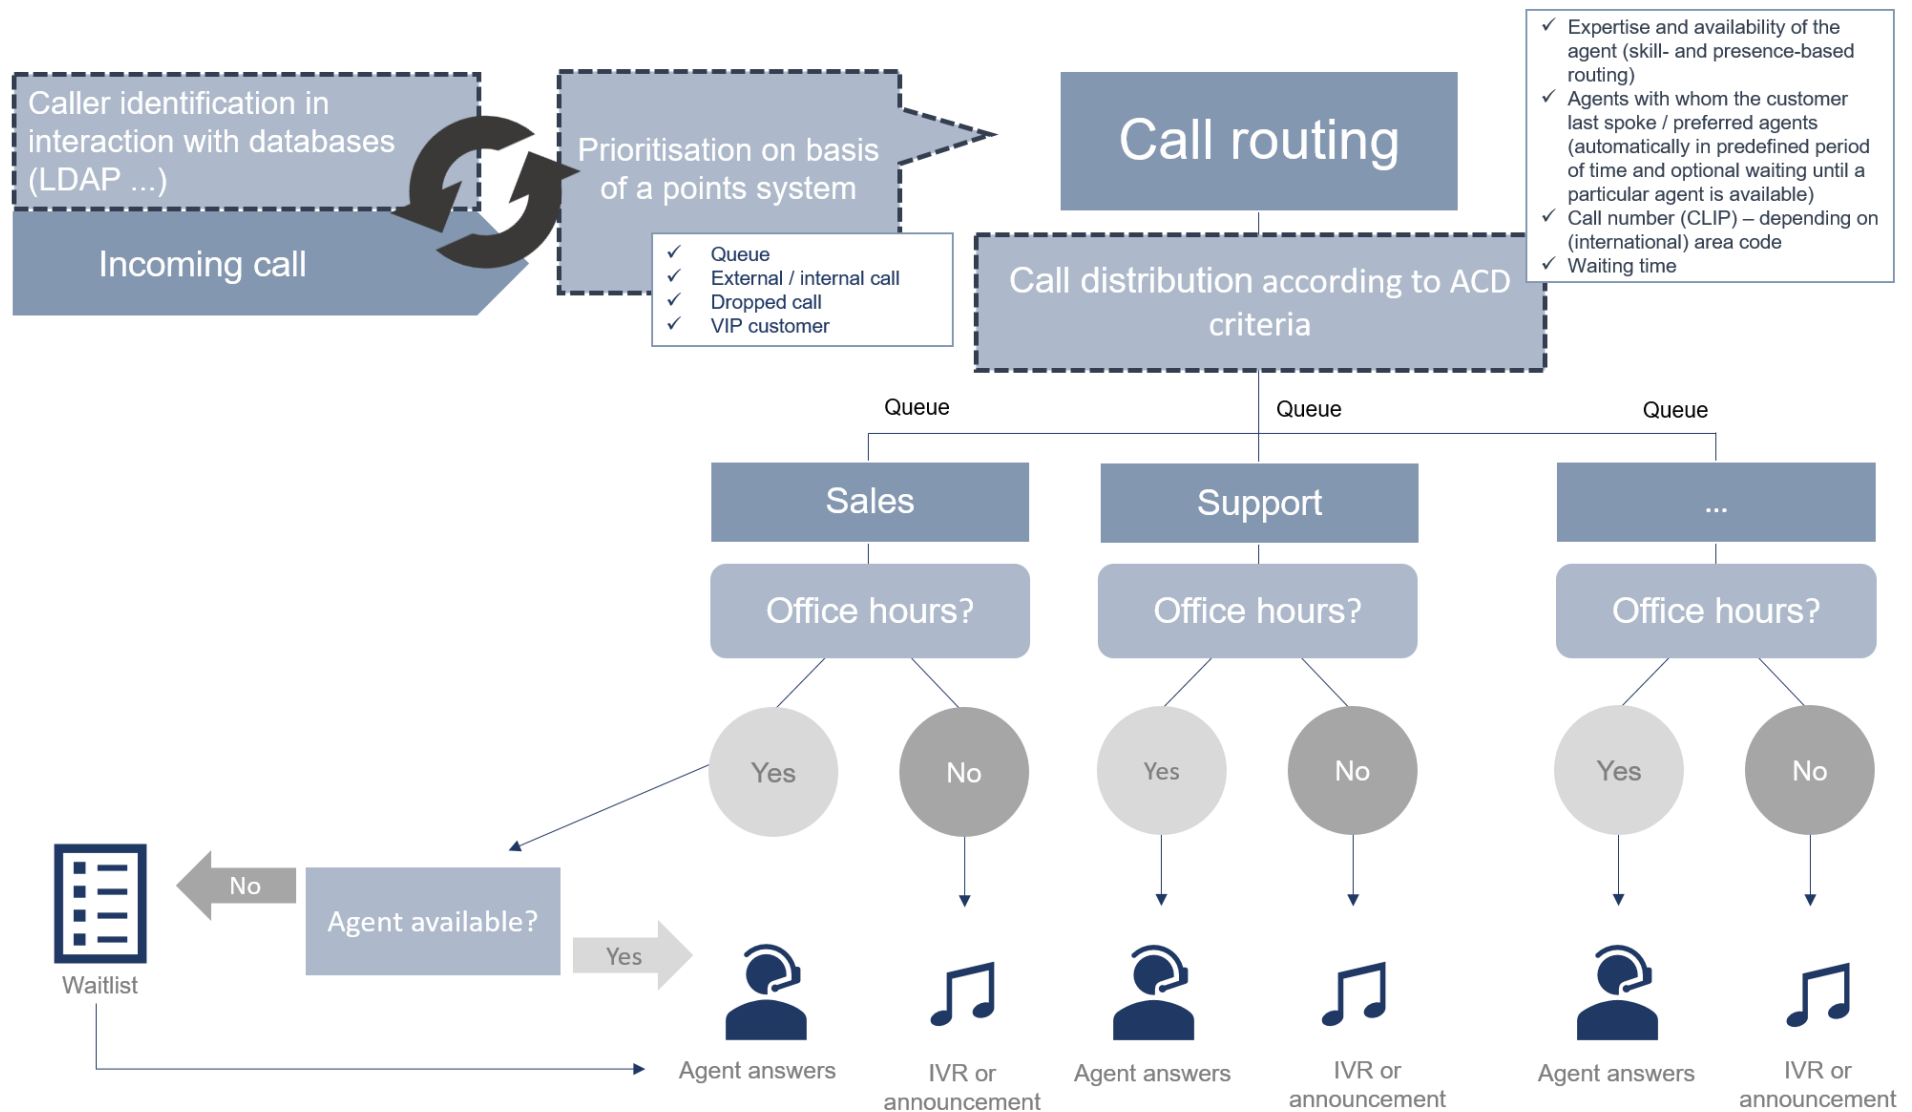 Caller identification in
interaction with databases
(LDAP ...)
Incoming call
Prioritisation on basis
of a points system
✓ Queue
✓ External / internal call
✓ Dropped call
✓ VIP customer
Call routing
✓ Expertise and availability of the
agent (skill- and presence-based
routing)
✓ Agents with whom the customer
last spoke / preferred agents
(automatically in predefined period
of time and optional waiting until a
particular agent is available)
✓ Call number (CLIP) – depending on
(international) area code
✓ Waiting time
Call distribution according to ACD
criteria
Queue
Queue
Queue
Sales
Support
...
Office hours?
Office hours?
Office hours?
Yes
No
Yes
No
Yes
No
No
Agent available?
Yes
Waitlist
Agent answers
IVR or
announcement
Agent answers
IVR or
announcement
Agent answers
IVR or
announcement